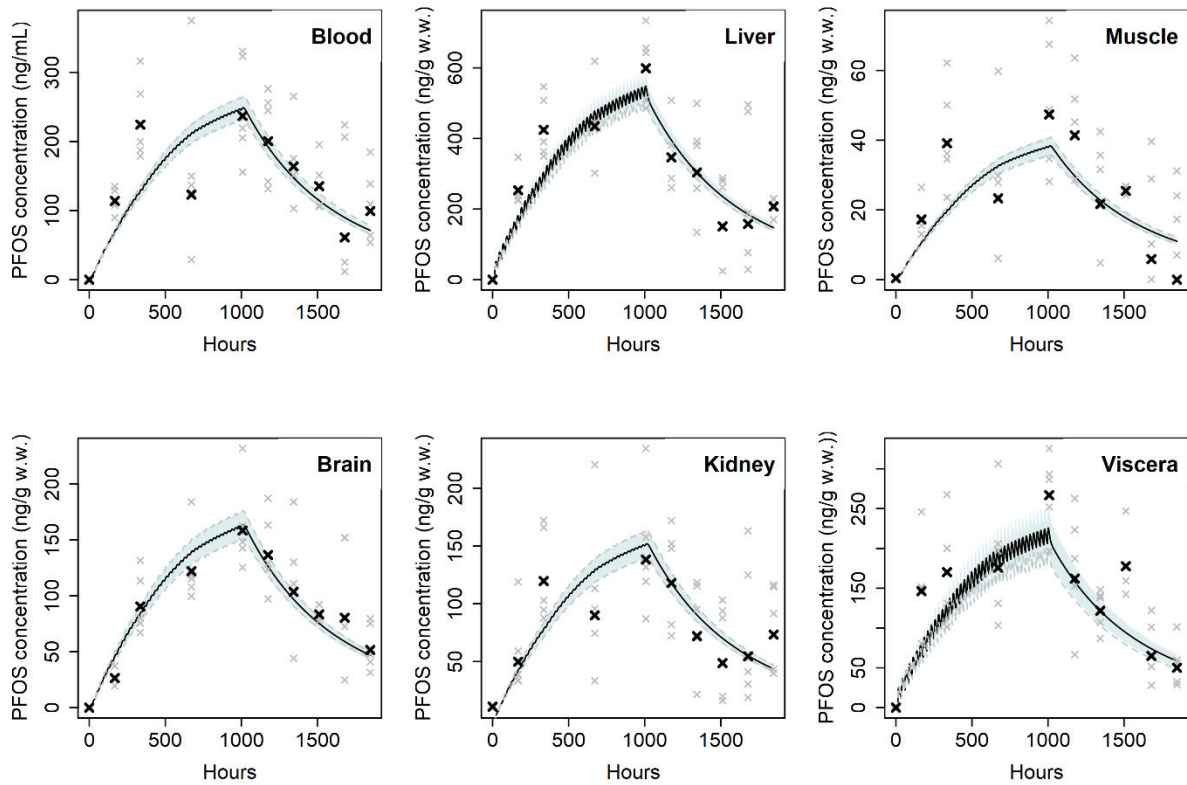 Blood
PFOS concentration (ng/mL)
0 100 200 300
0 500 1000 1500
Hours
Liver
PFOS concentration (ng/g w.w.)
0 200 400 600
0 500 1000 1500
Hours
Muscle
PFOS concentration (ng/g w.w.)
0 20 40 60
0 500 1000 1500
Hours
Brain
PFOS concentration (ng/g w.w.)
0 50 100 150 200
0 500 1000 1500
Hours
Kidney
PFOS concentration (ng/g w.w.)
50 100 150 200
0 500 1000 1500
Hours
Viscera
PFOS concentration (ng/g w.w.))
0 50 150 250
0 500 1000 1500
Hours